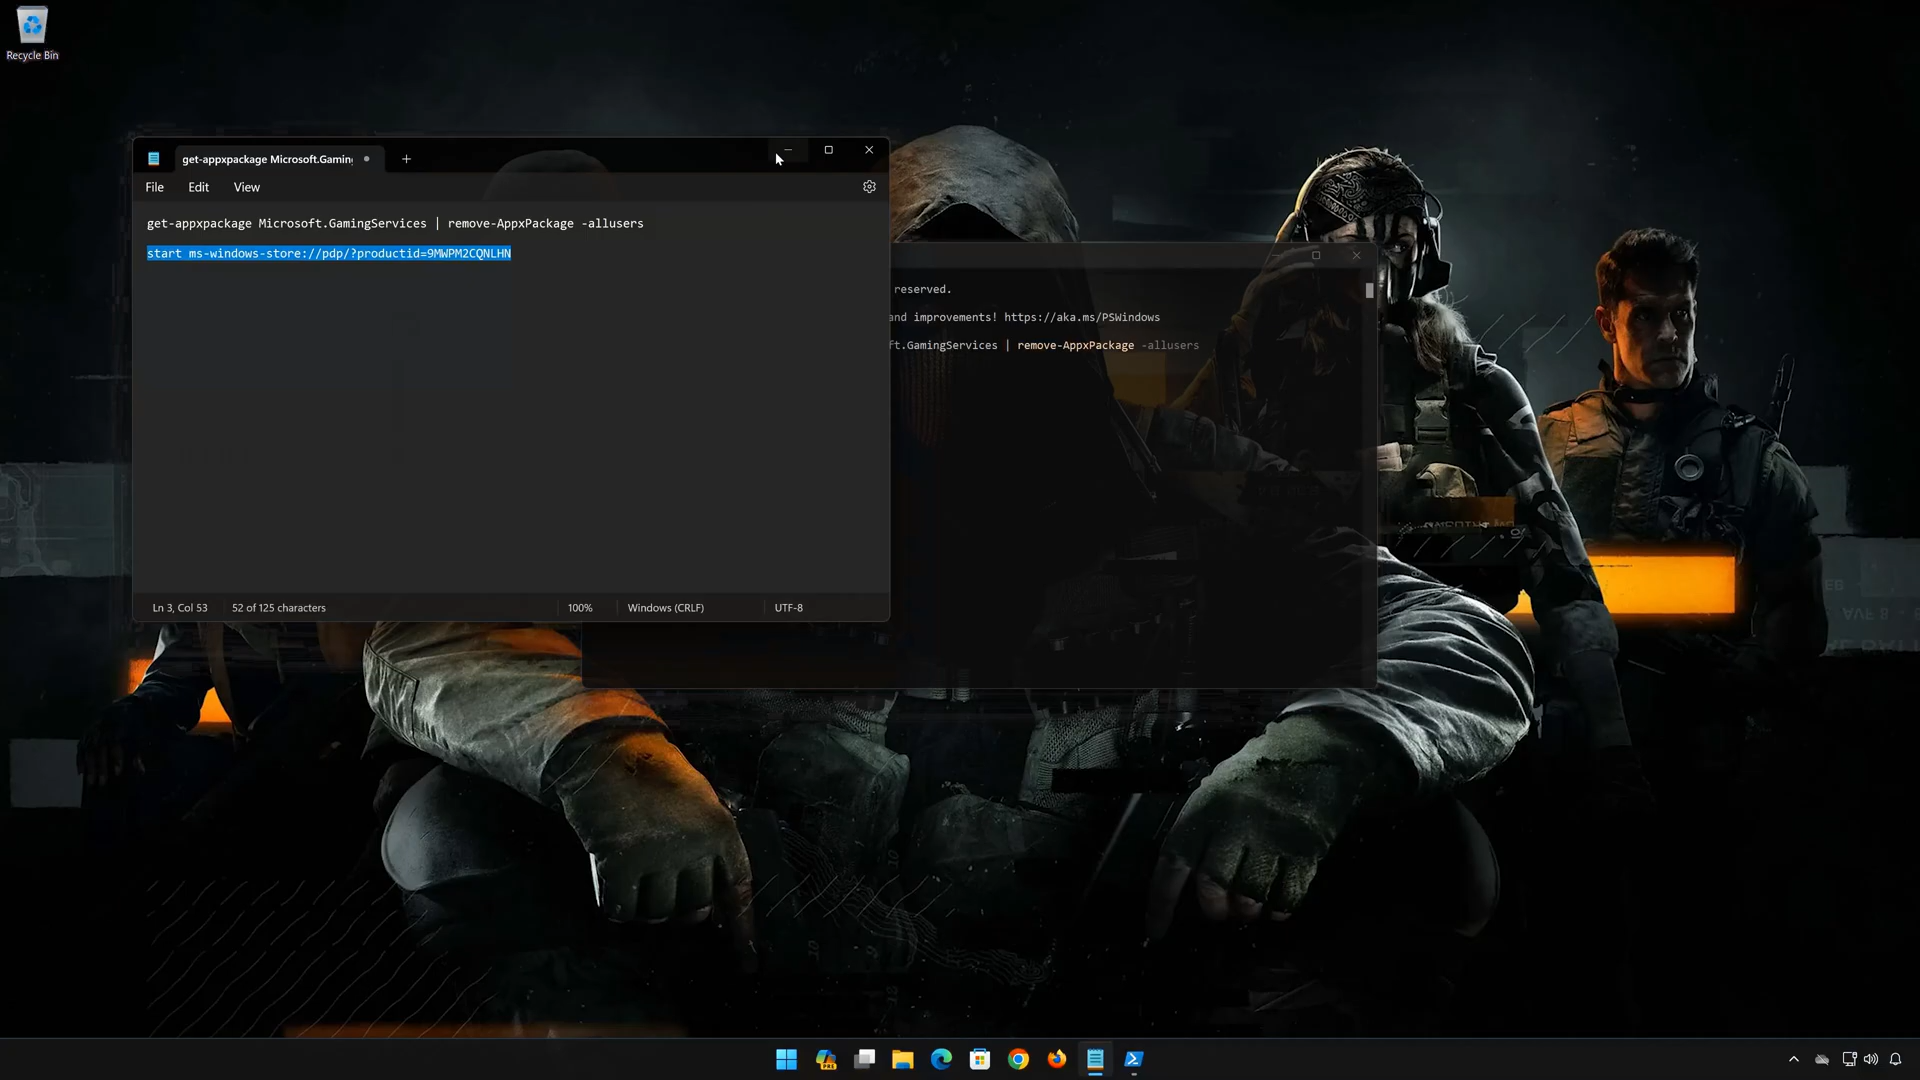 Recycle Bin
get-appxpackage Microsoft.Gamin
File Edit View
get-appxpackage Microsoft.GamingServices | remove-AppxPackage -allusers
start ms-windows-store://pdp/?productid=9MWPM2CQNLHN
reserved.
and improvements! https://aka.ms/PSWindows
ft.GamingServices | remove-AppxPackage -allusers
Ln 3, Col 53 52 of 125 characters 100% Windows (CRLF) UTF-8
PRE